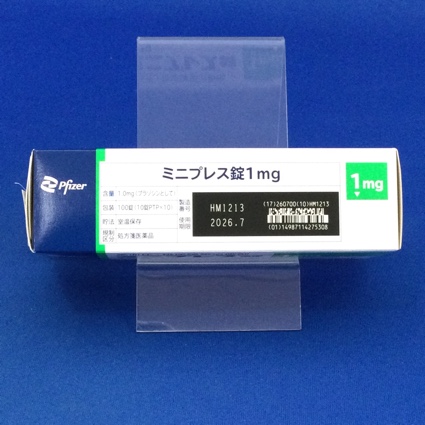 Pfizer
ミニプレス錠1mg
1mg
含量 1.0mg(プラゾシンとして)
包装 100錠(10錠PTP×10)
貯法 室温保存
規制区分 処方箋医薬品
製造番号 HM1213
使用期限 2026.7
(17)260700(10)HM1213
(01)14987114275308